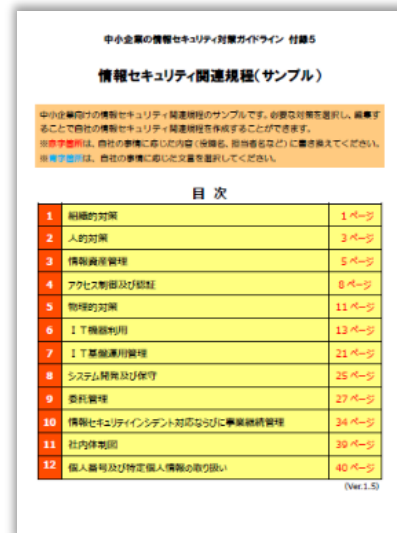 中小企業の情報セキュリティ対策ガイドライン 付録5
情報セキュリティ関連規程(サンプル)
中小企業向けの情報セキュリティ関連規程のサンプルです。必要な対策を選択し、編集す
ることで自社の情報セキュリティ関連規程を作成することができます。
※赤字箇所は、自社の事情に応じた内容(役職名、担当者名など)に書き換えてください。
※青字箇所は、自社の事情に応じた文言を選択してください。
目 次
1 組織的対策 1 ページ
2 人的対策 3 ページ
3 情報資産管理 5 ページ
4 アクセス制御及び認証 8 ページ
5 物理的対策 11 ページ
6 IT機器利用 13 ページ
7 IT基盤運用管理 21 ページ
8 システム開発及び保守 25 ページ
9 委託管理 27 ページ
10 情報セキュリティインシデント対応ならびに事業継続管理 34 ページ
11 社内体制図 39 ページ
12 個人番号及び特定個人情報の取り扱い 40 ページ
(Ver.1.5)